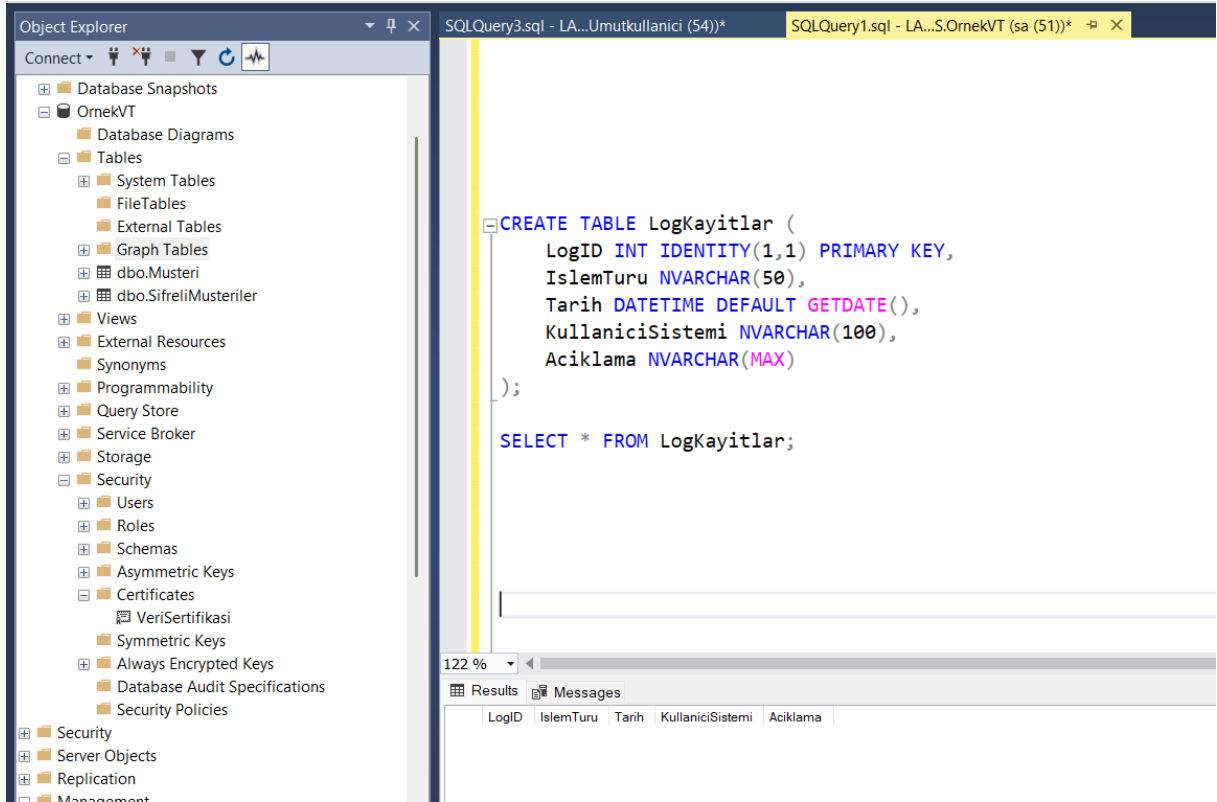 Object Explorer
Connect
Database Snapshots
OrnekVT
Database Diagrams
Tables
System Tables
FileTables
External Tables
Graph Tables
dbo.Musteri
dbo.SifreliMusteriler
Views
External Resources
Synonyms
Programmability
Query Store
Service Broker
Storage
Security
Users
Roles
Schemas
Asymmetric Keys
Certificates
VeriSertifikasi
Symmetric Keys
Always Encrypted Keys
Database Audit Specifications
Security Policies
Security
Server Objects
Replication
Management
SQLQuery3.sql - LA...Umutkullanici (54))*
SQLQuery1.sql - LA...S.OrnekVT (sa (51))*
CREATE TABLE LogKayitlar (
LogID INT IDENTITY(1,1) PRIMARY KEY,
IslemTuru NVARCHAR(50),
Tarih DATETIME DEFAULT GETDATE(),
KullaniciSistemi NVARCHAR(100),
Aciklama NVARCHAR(MAX)
);
SELECT * FROM LogKayitlar;
122 %
Results Messages
LogID IslemTuru Tarih KullaniciSistemi Aciklama